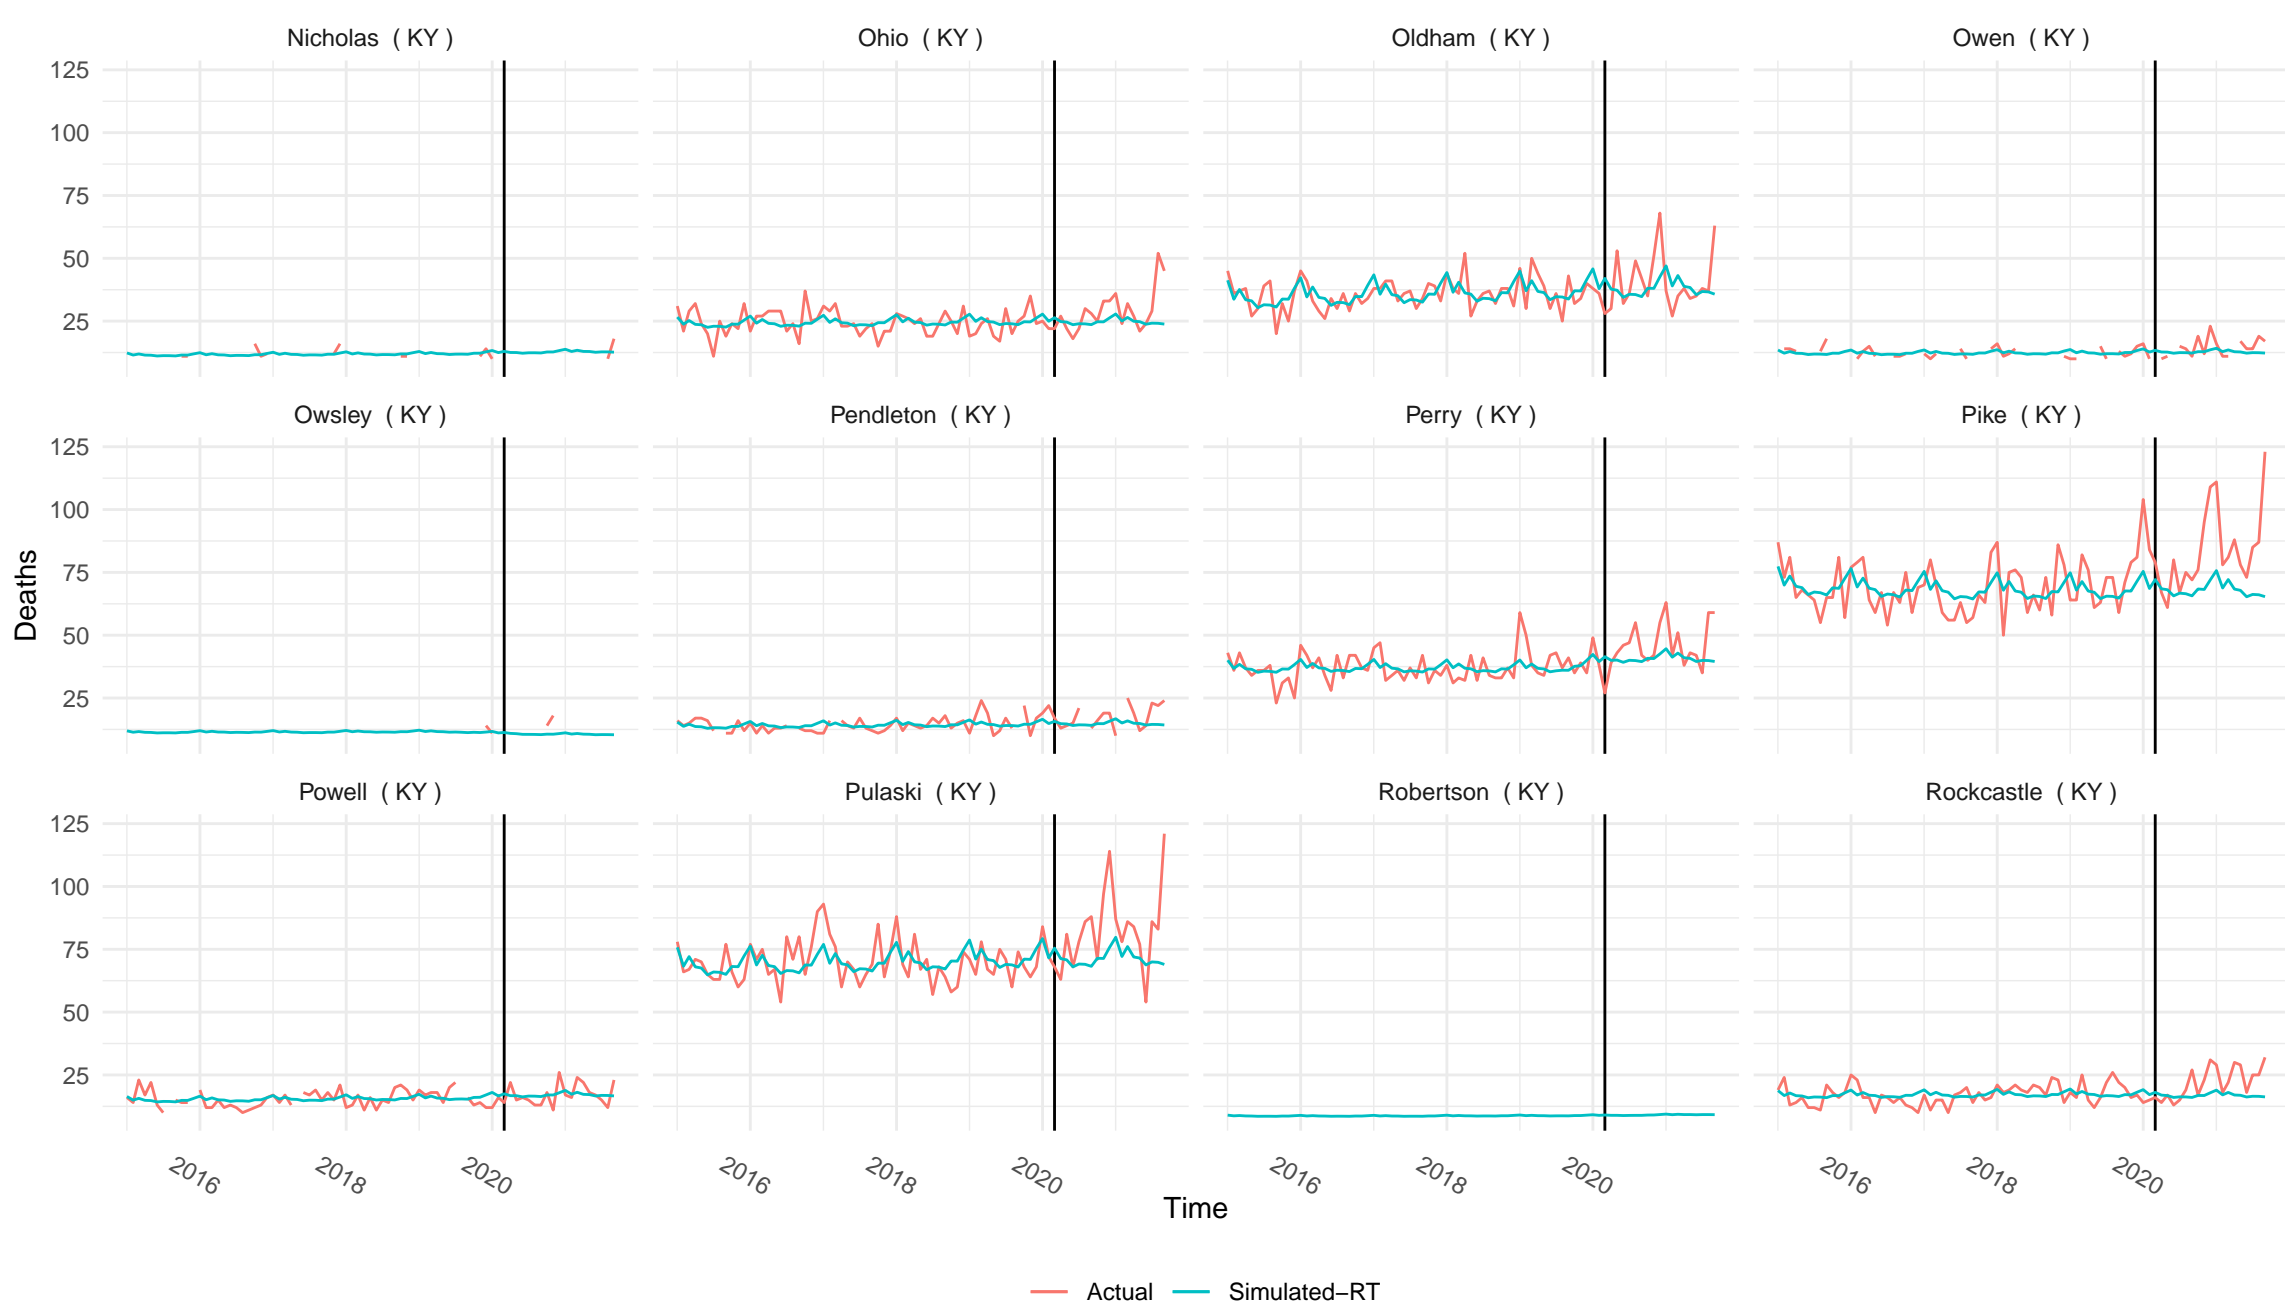 Nicholas ( KY ) Ohio ( KY ) Oldham ( KY ) Owen ( KY )
125
100
75
50
25
Owsley ( KY ) Pendleton ( KY ) Perry ( KY ) Pike ( KY )
125
100
75
50
25
Deaths
Powell ( KY ) Pulaski ( KY ) Robertson ( KY ) Rockcastle ( KY )
125
100
75
50
25
2016 2018 2020 2016 2018 2020 2016 2018 2020 2016 2018 2020
Time
Actual Simulated−RT